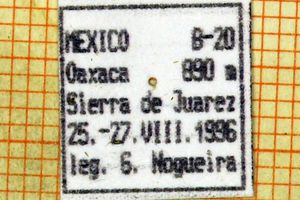 MEXICO B-20
Oaxaca 890 m
Sierra de Juarez
25.-27.VIII.1996
leg. G. Nogueira